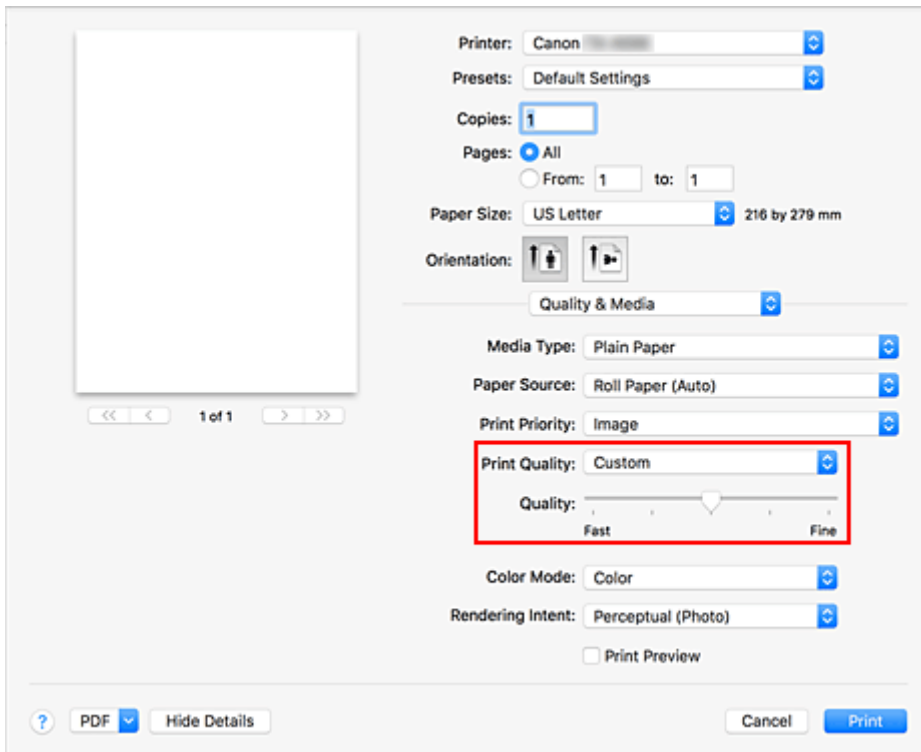 Printer: Canon
Presets: Default Settings
Copies: 1
Pages: All
From: 1 to: 1
Paper Size: US Letter 216 by 279 mm
Orientation:
Quality & Media
Media Type: Plain Paper
Paper Source: Roll Paper (Auto)
Print Priority: Image
Print Quality: Custom
Quality:
Fast Fine
Color Mode: Color
Rendering Intent: Perceptual (Photo)
Print Preview
<< < 1 of 1 > >>
? PDF Hide Details Cancel Print